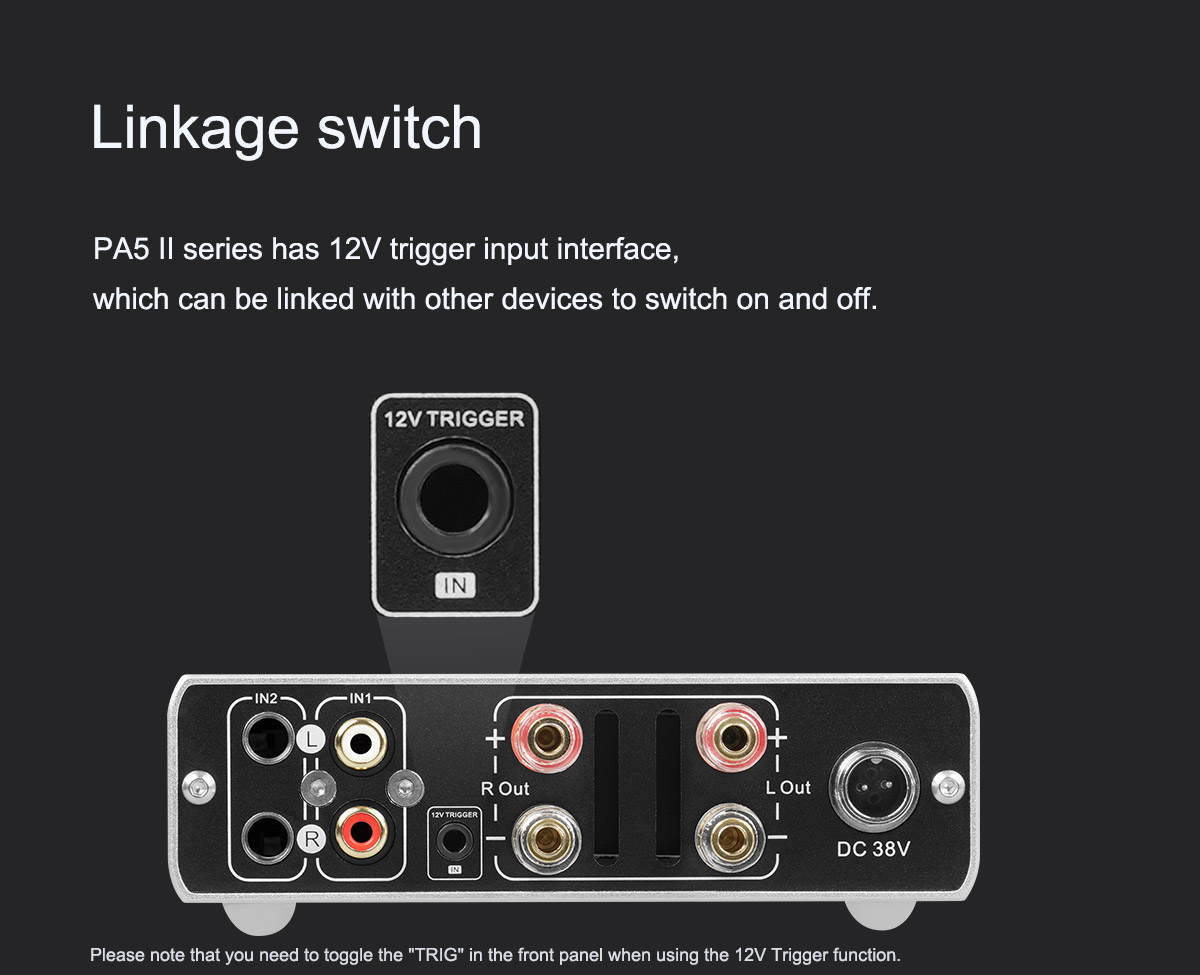 Linkage switch
PA5 II series has 12V trigger input interface,
which can be linked with other devices to switch on and off.
12V TRIGGER
IN
IN2
IN1
L
R
12V TRIGGER
IN
+
R Out
−
+
L Out
−
DC 38V
Please note that you need to toggle the "TRIG" in the front panel when using the 12V Trigger function.